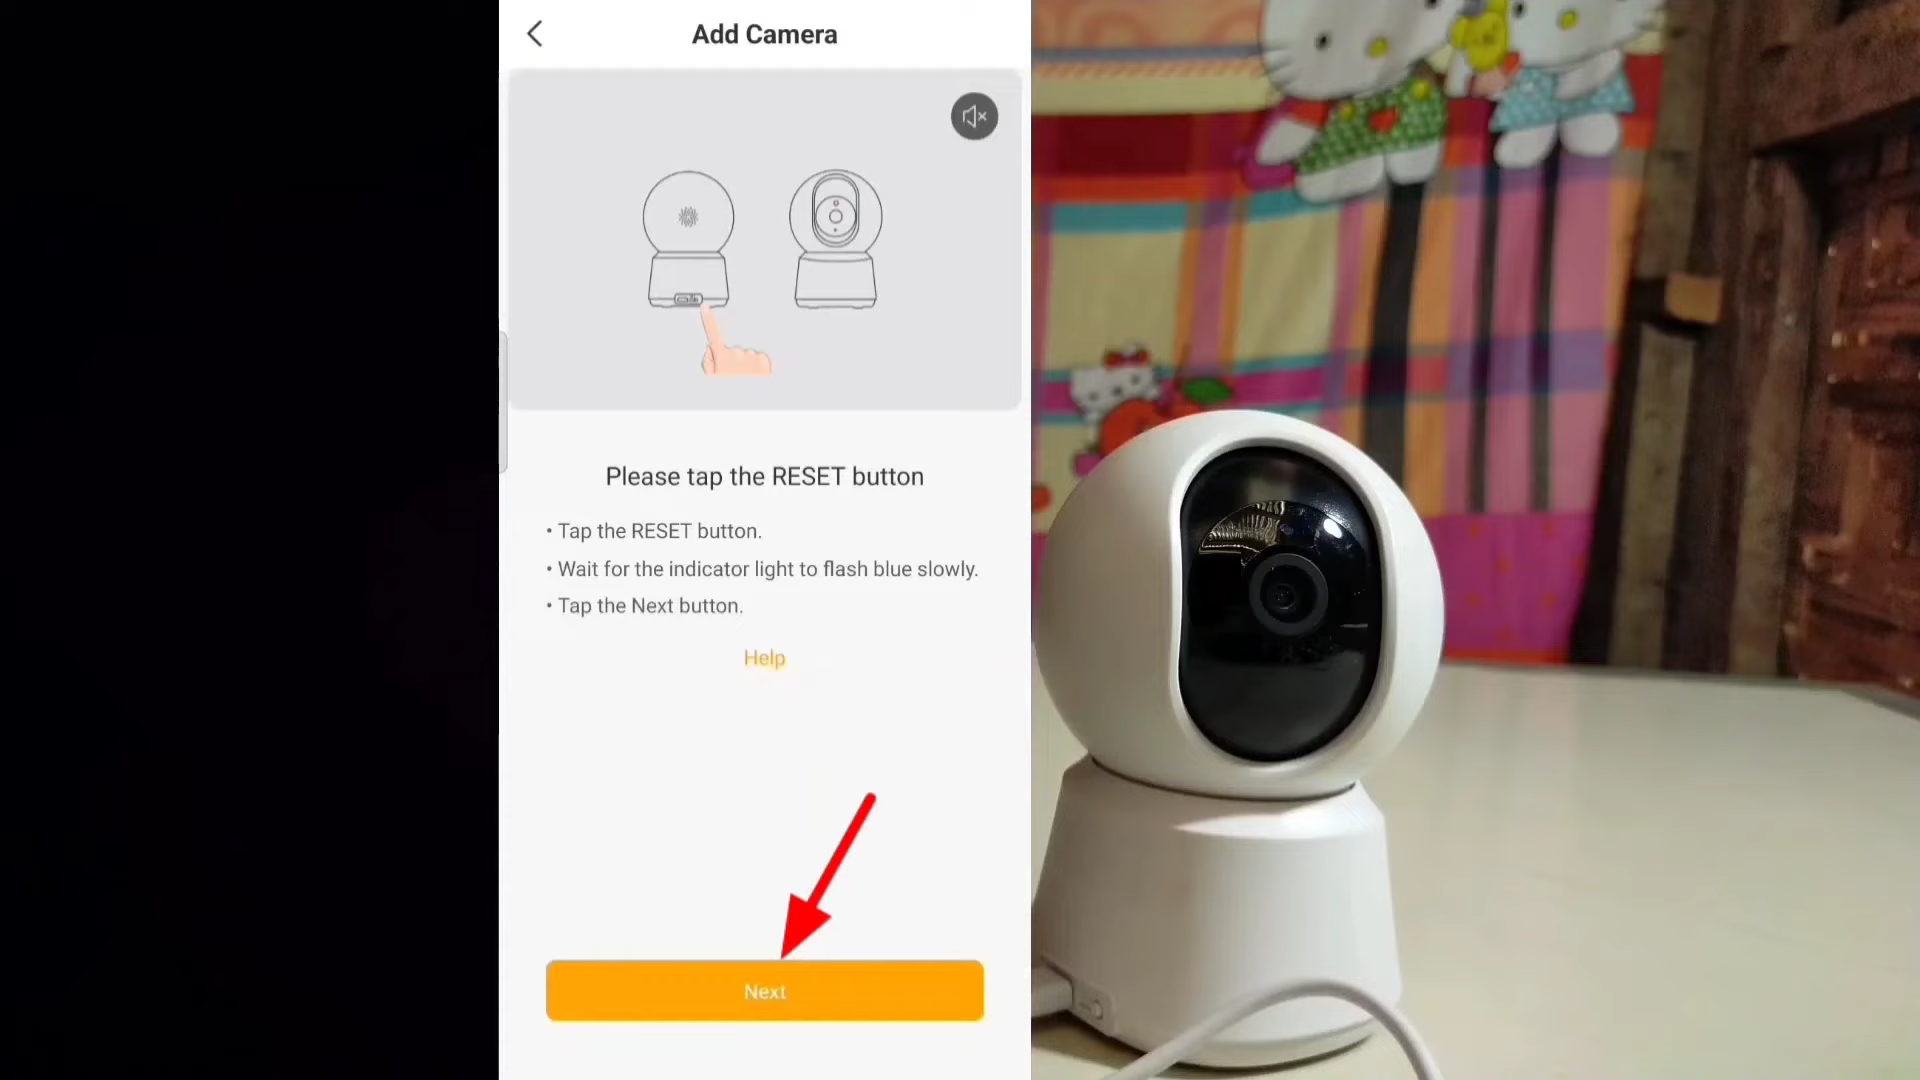 Add Camera
Please tap the RESET button
• Tap the RESET button.
• Wait for the indicator light to flash blue slowly.
• Tap the Next button.
Help
Next